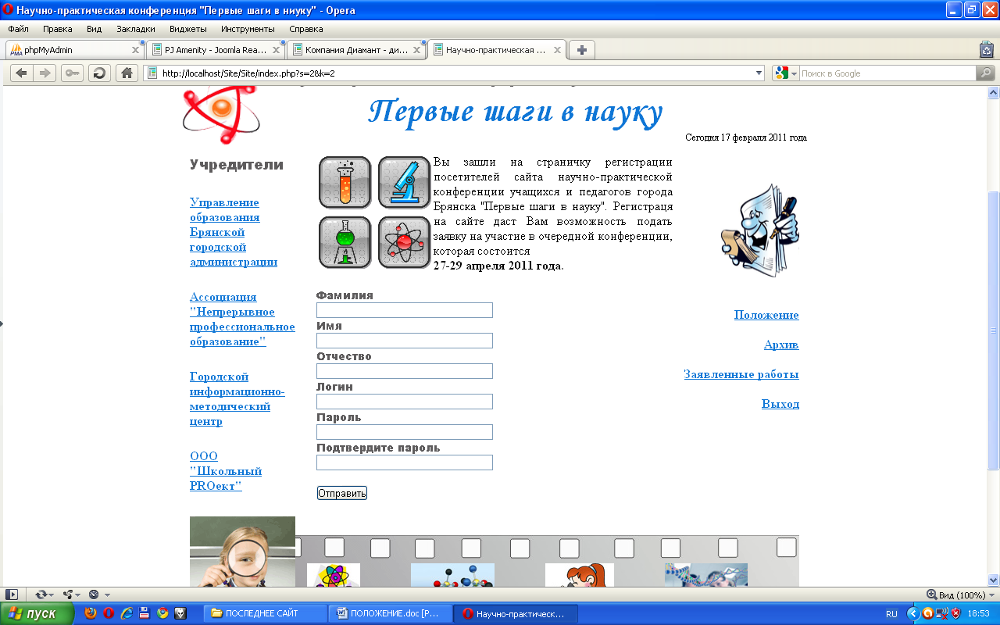 Научно-практическая конференция "Первые шаги в ниуку" - Opera
Файл Правка Вид Закладки Виджеты Инструменты Справка
PMA phpMyAdmin PJ Amenity - Joomla Rea... Компания Диамант - ди... Научно-практическая ...
http://localhost/Site/Site/index.php?s=2&k=2 Поиск в Google
Первые шаги в науку
Сегодня 17 февраля 2011 года
Учредители
Управление
образования
Брянской
городской
администрации
Ассоциация
"Непрерывное
профессиональное
образование"
Городской
информационно-
методический
центр
ООО
"Школьный
PROект"
Вы зашли на страничку регистрации
посетителей сайта научно-практической
конференции учащихся и педагогов города
Брянска "Первые шаги в науку". Регистраця
на сайте даст Вам возможность подать
заявку на участие в очередной конференции,
которая состоится
27-29 апреля 2011 года.
Фамилия
Имя
Отчество
Логин
Пароль
Подтвердите пароль
Отправить
Положение
Архив
Заявленные работы
Выход
Вид (100%)
пуск ПОСЛЕДНЕЕ САЙТ ПОЛОЖЕНИЕ.doc [Р... Научно-практическ... RU 18:53